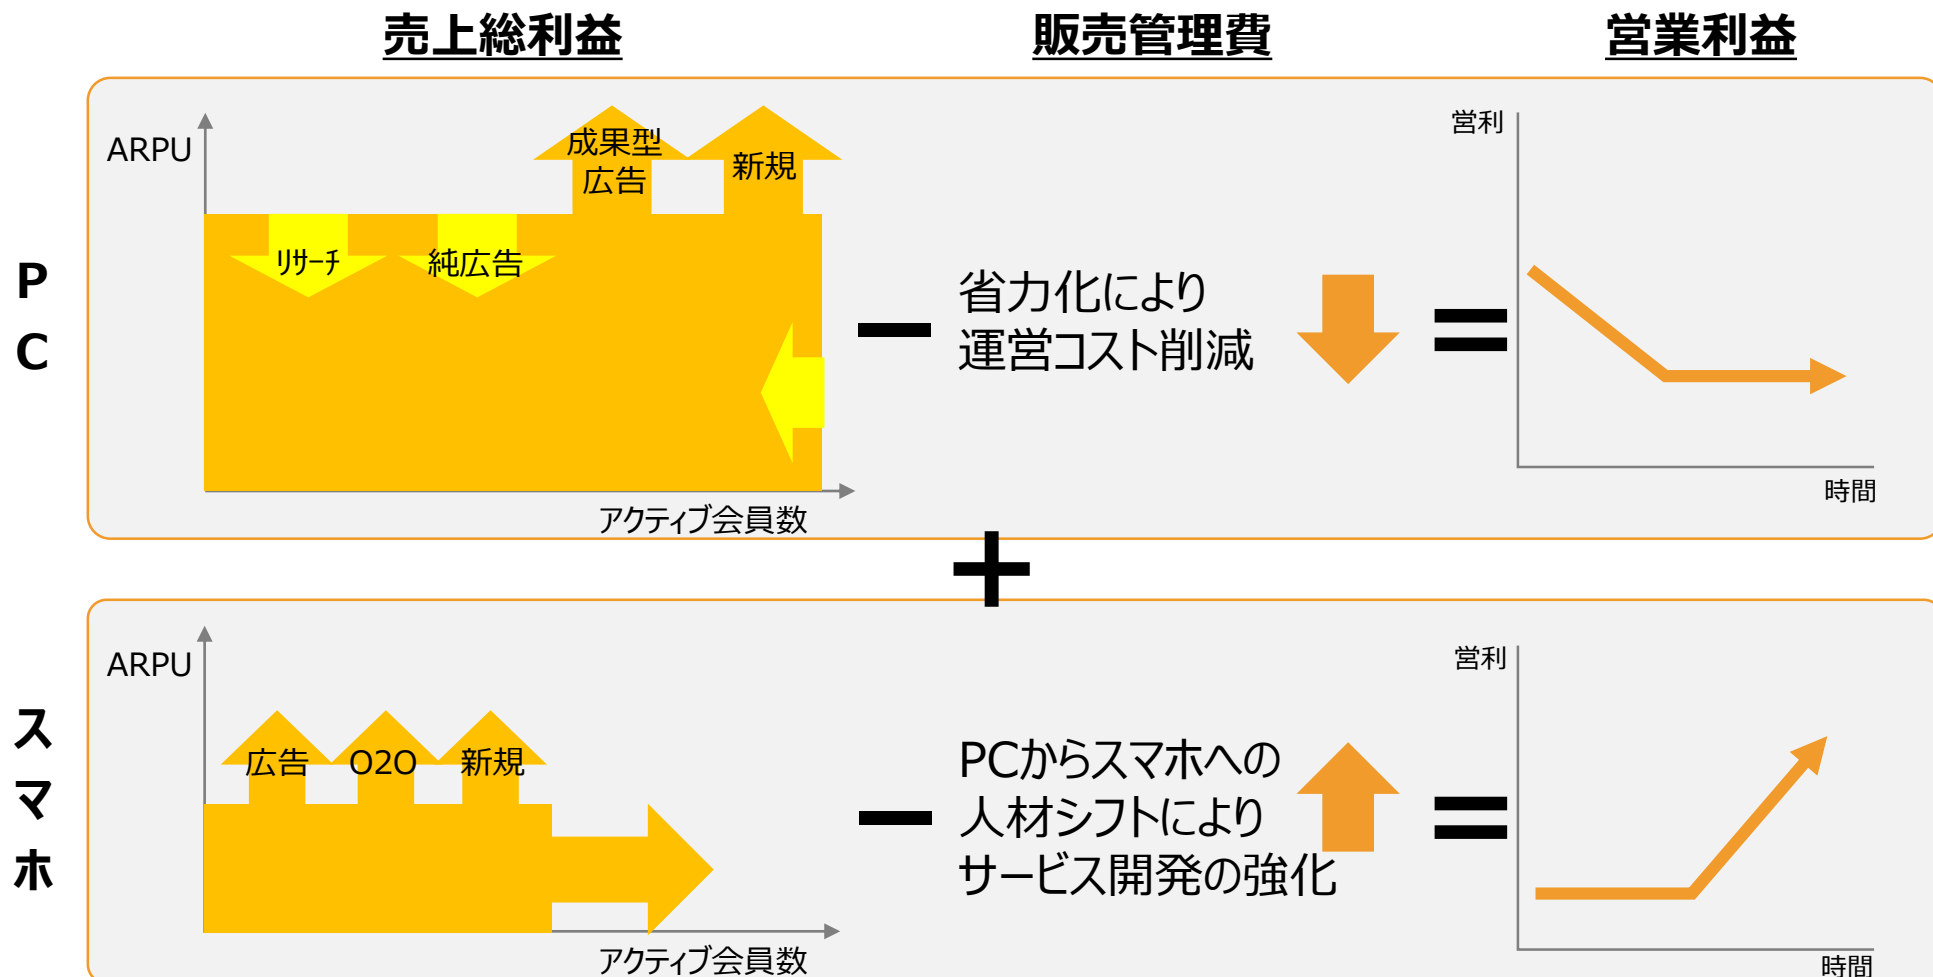 売上総利益
販売管理費
営業利益
PC
ARPU
成果型
広告
新規
リサーチ
純広告
アクティブ会員数
省力化により
運営コスト削減
営利
時間
スマホ
ARPU
広告
O2O
新規
アクティブ会員数
PCからスマホへの
人材シフトにより
サービス開発の強化
営利
時間